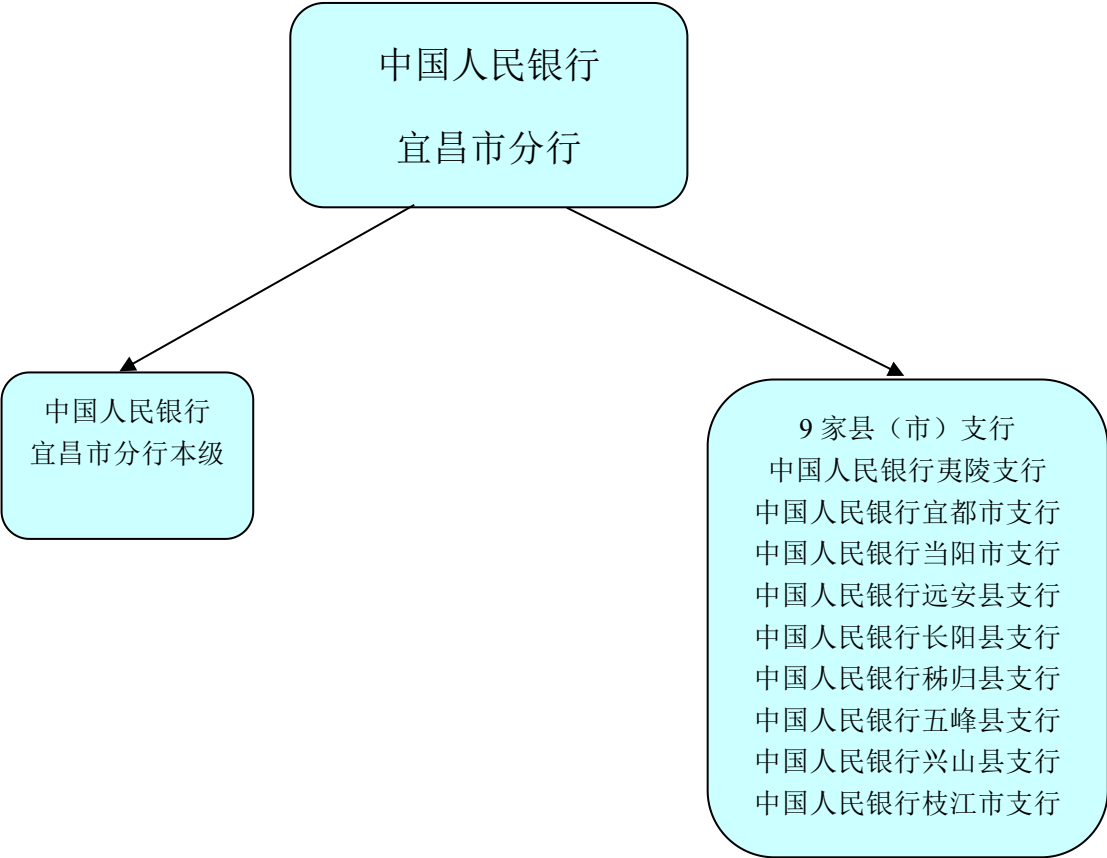 中国人民银行
宜昌市分行
中国人民银行
宜昌市分行本级
9 家县（市）支行
中国人民银行夷陵支行
中国人民银行宜都市支行
中国人民银行当阳市支行
中国人民银行远安县支行
中国人民银行长阳县支行
中国人民银行秭归县支行
中国人民银行五峰县支行
中国人民银行兴山县支行
中国人民银行枝江市支行